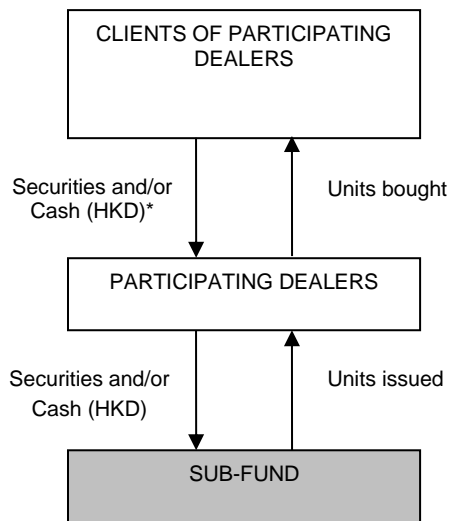 CLIENTS OF PARTICIPATING
DEALERS
Securities and/or
Cash (HKD)*
Units bought
PARTICIPATING DEALERS
Securities and/or
Cash (HKD)
Units issued
SUB-FUND